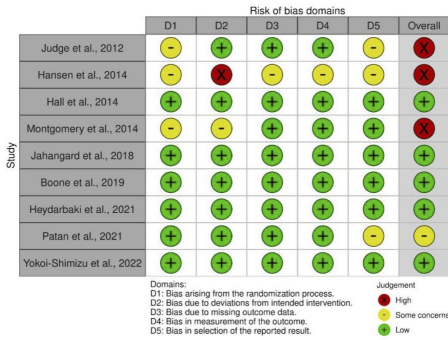 Risk of bias domains
D1 D2 D3 D4 D5 Overall
Study
Judge et al., 2012 - + + + - X
Hansen et al., 2014 - X - - - X
Hall et al., 2014 + + + + + +
Montgomery et al., 2014 - - + + + X
Jahangard et al., 2018 + + + + + +
Boone et al., 2019 + + + + + +
Heydarbaki et al., 2021 + + + + + +
Patan et al., 2021 + + + + - -
Yokoi-Shimizu et al., 2022 + + + + + +
Domains:
D1: Bias arising from the randomization process.
D2: Bias due to deviations from intended intervention.
D3: Bias due to missing outcome data.
D4: Bias in measurement of the outcome.
D5: Bias in selection of the reported result.
Judgement
X High
- Some concerns
+ Low